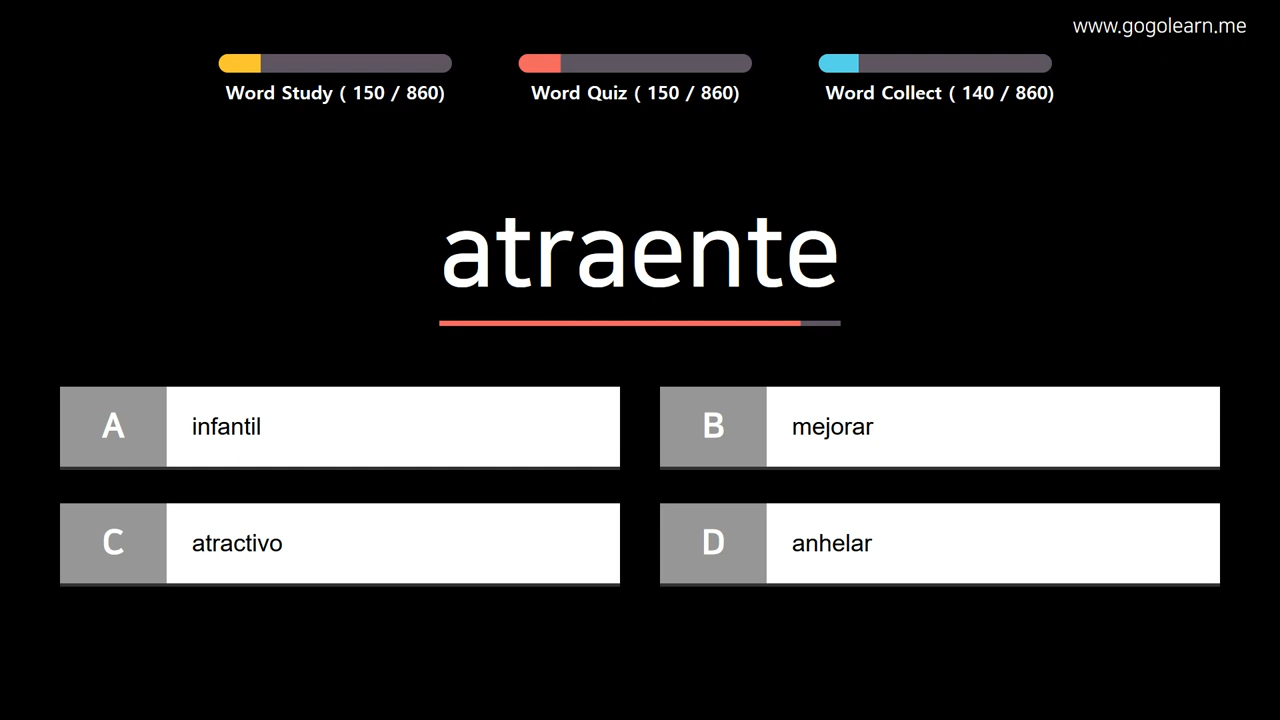 www.gogolearn.me
Word Study ( 150 / 860)
Word Quiz ( 150 / 860)
Word Collect ( 140 / 860)
atraente
A infantil
B mejorar
C atractivo
D anhelar